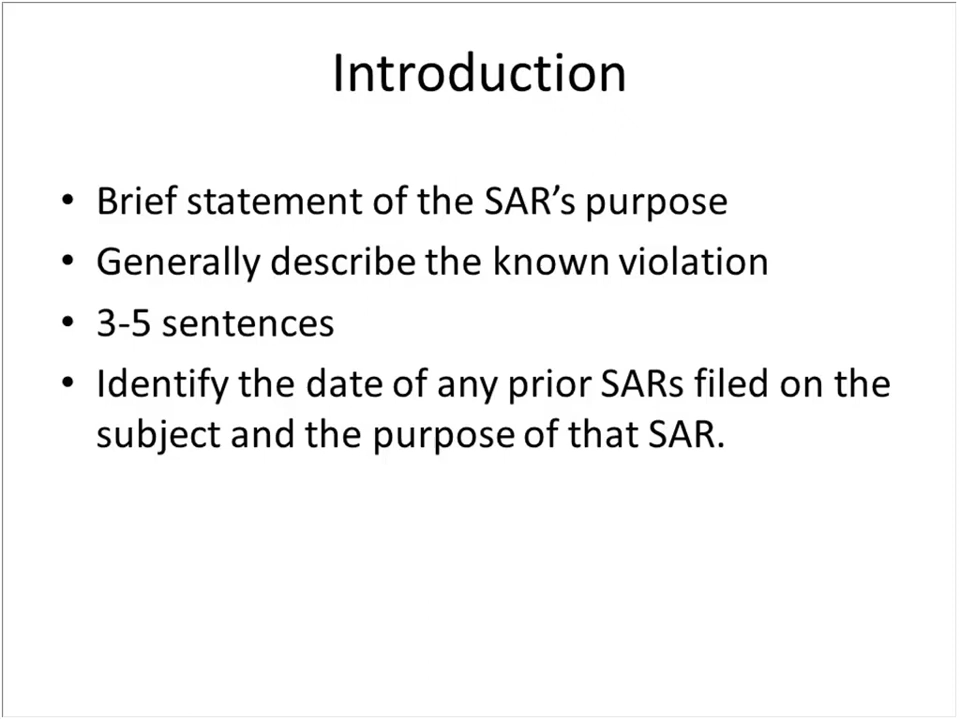 Introduction
• Brief statement of the SAR’s purpose
• Generally describe the known violation
• 3-5 sentences
• Identify the date of any prior SARs filed on the
subject and the purpose of that SAR.